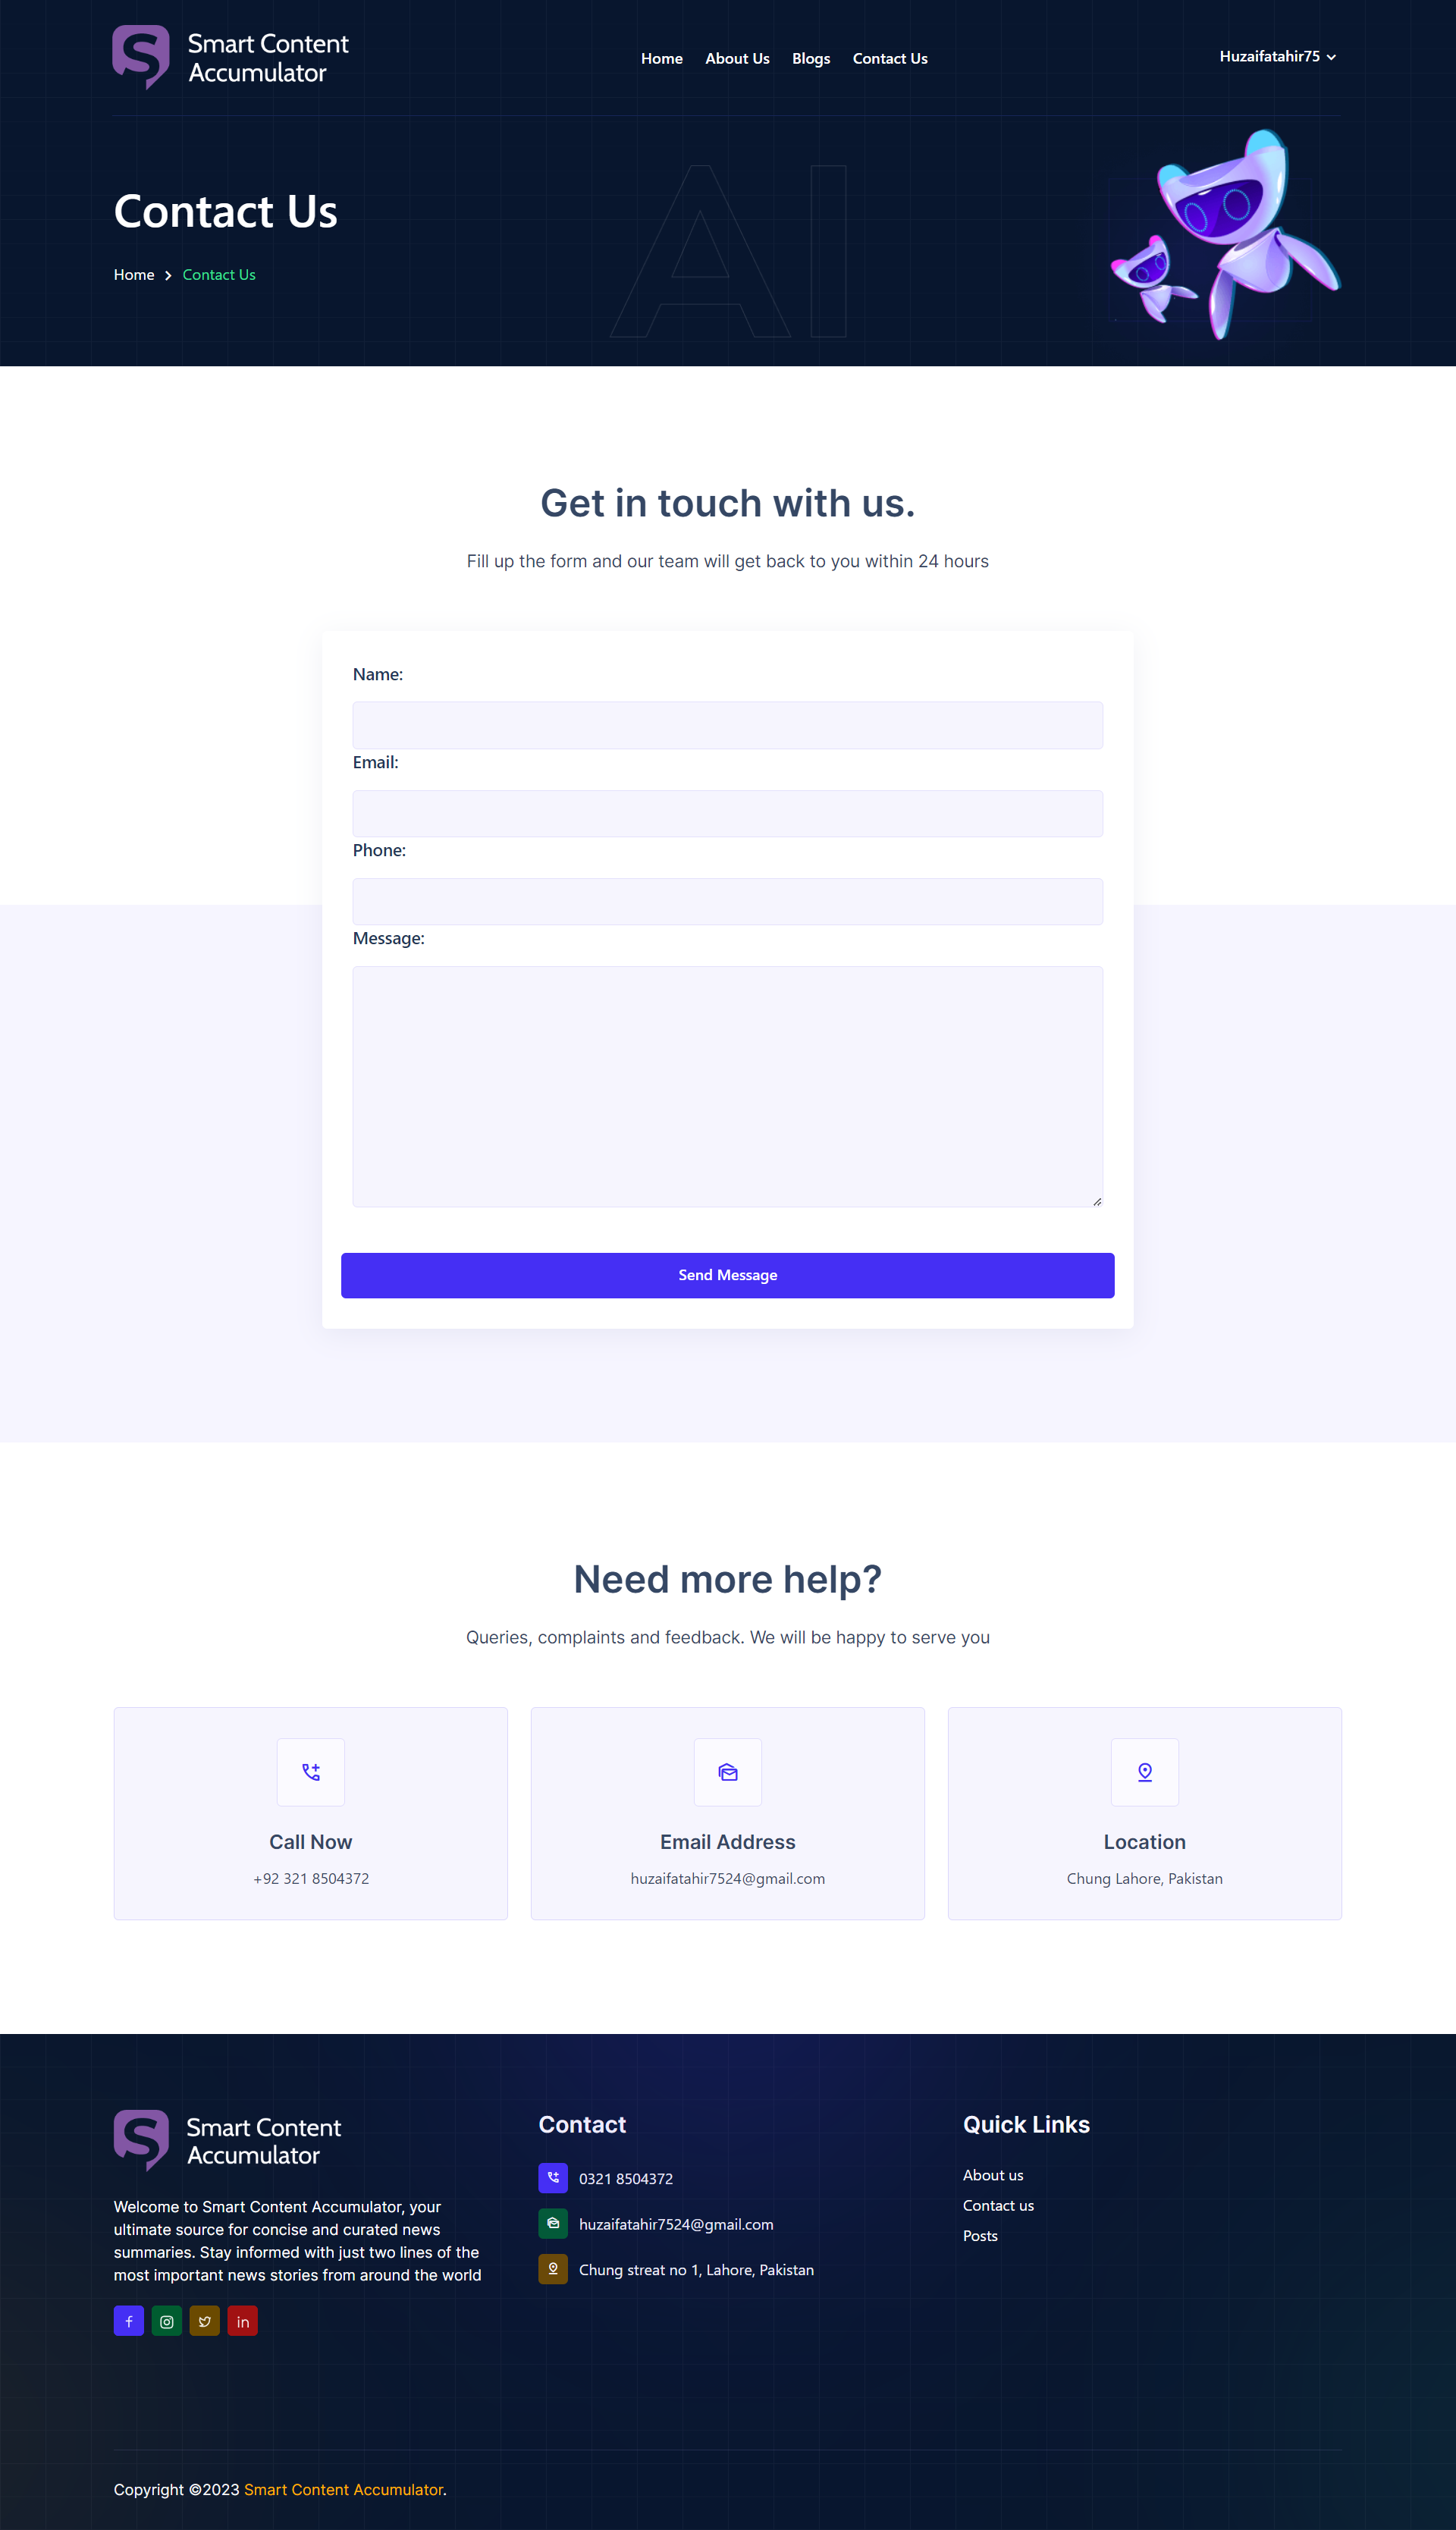 Smart Content
Accumulator
Home
About Us
Blogs
Contact Us
Huzaifatahir75
AI
Contact Us
Home
Contact Us
Get in touch with us.
Fill up the form and our team will get back to you within 24 hours
Name:
Email:
Phone:
Message:
Send Message
Need more help?
Queries, complaints and feedback. We will be happy to serve you
Call Now
+92 321 8504372
Email Address
huzaifatahir7524@gmail.com
Location
Chung Lahore, Pakistan
Smart Content
Accumulator
Welcome to Smart Content Accumulator, your
ultimate source for concise and curated news
summaries. Stay informed with just two lines of the
most important news stories from around the world
Contact
0321 8504372
huzaifatahir7524@gmail.com
Chung streat no 1, Lahore, Pakistan
Quick Links
About us
Contact us
Posts
Copyright ©2023 Smart Content Accumulator.